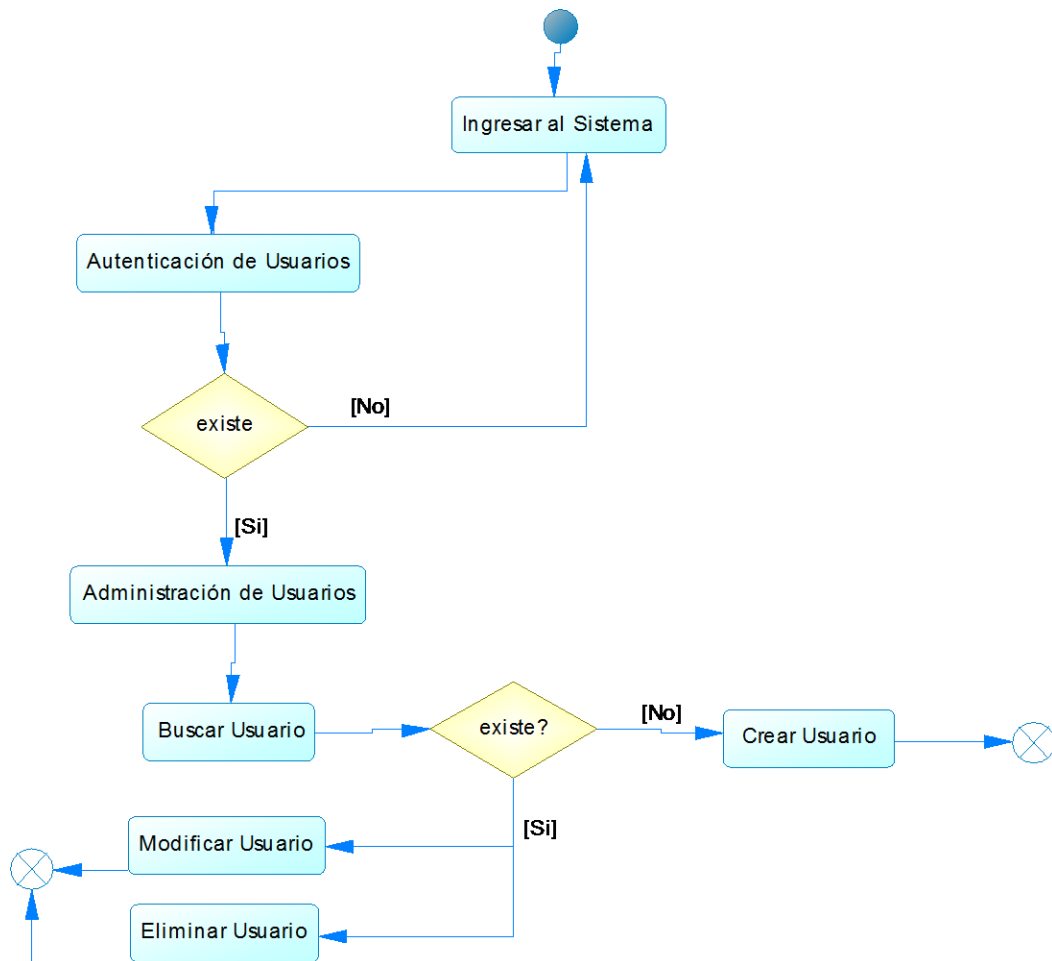 Ingresar al Sistema
Autenticación de Usuarios
existe
[No]
[Si]
Administración de Usuarios
Buscar Usuario
existe?
[No]
Crear Usuario
[Si]
Modificar Usuario
Eliminar Usuario